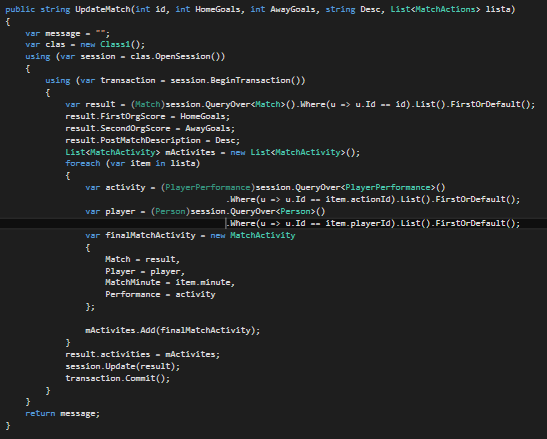 public string UpdateMatch(int id, int HomeGoals, int AwayGoals, string Desc, List<MatchActions> lista)
{
    var message = "";
    var clas = new Class1();
    using (var session = clas.OpenSession())
    {
        using (var transaction = session.BeginTransaction())
        {
            var result = (Match)session.QueryOver<Match>().Where(u => u.Id == id).List().FirstOrDefault();
            result.FirstOrgScore = HomeGoals;
            result.SecondOrgScore = AwayGoals;
            result.PostMatchDescription = Desc;
            List<MatchActivity> mActivites = new List<MatchActivity>();
            foreach (var item in lista)
            {
                var activity = (PlayerPerformance)session.QueryOver<PlayerPerformance>()
                                            .Where(u => u.Id == item.actionId).List().FirstOrDefault();
                var player = (Person)session.QueryOver<Person>()
                                            .Where(u => u.Id == item.playerId).List().FirstOrDefault();
                var finalMatchActivity = new MatchActivity
                {
                    Match = result,
                    Player = player,
                    MatchMinute = item.minute,
                    Performance = activity
                };

                mActivites.Add(finalMatchActivity);
            }
            result.activities = mActivites;
            session.Update(result);
            transaction.Commit();
        }
    }
    return message;
}